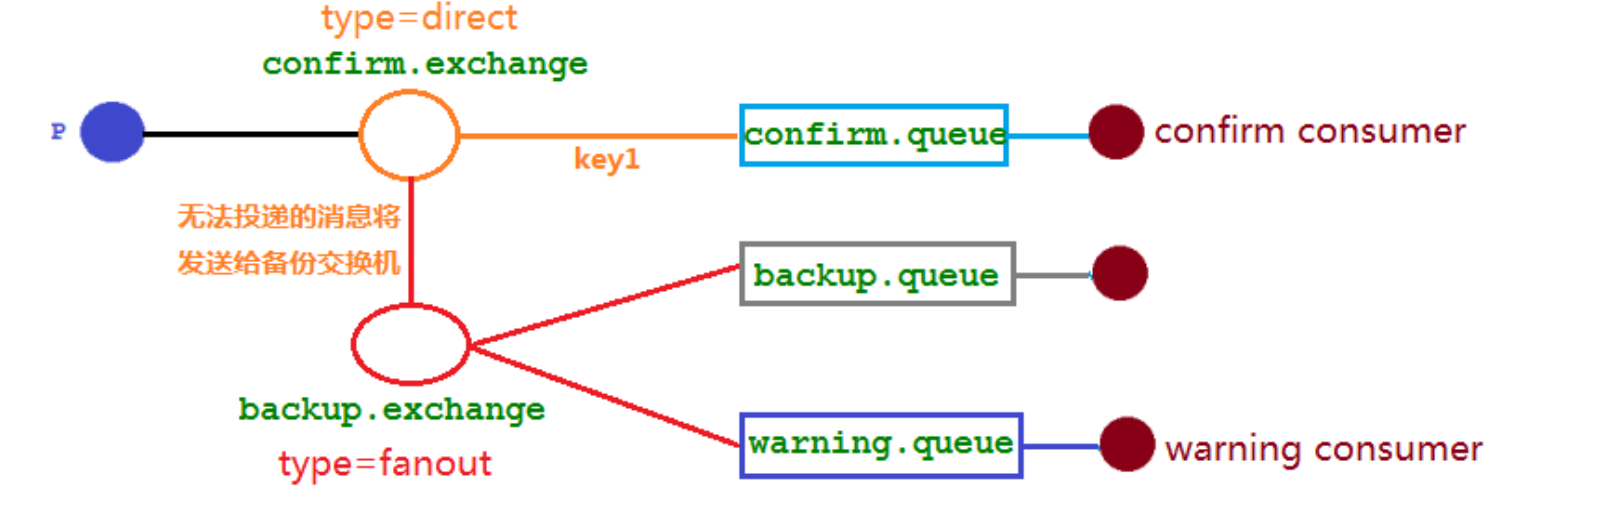 type=direct
confirm.exchange
P
confirm.queue
confirm consumer
key1
无法投递的消息将
发送给备份交换机
backup.queue
backup.exchange
type=fanout
warning.queue
warning consumer